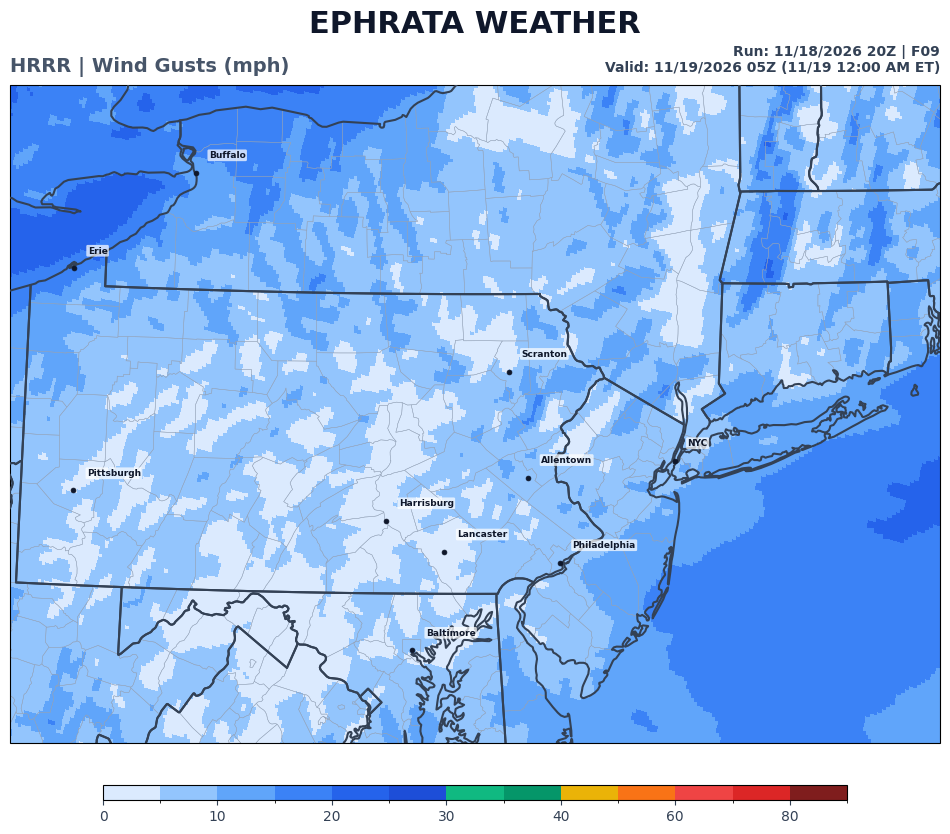 EPHRATA WEATHER
HRRR | Wind Gusts (mph)
Run: 11/18/2026 20Z | F09
Valid: 11/19/2026 05Z (11/19 12:00 AM ET)
Buffalo
Erie
Scranton
NYC
Allentown
Pittsburgh
Harrisburg
Lancaster
Philadelphia
Baltimore
0 10 20 30 40 60 80